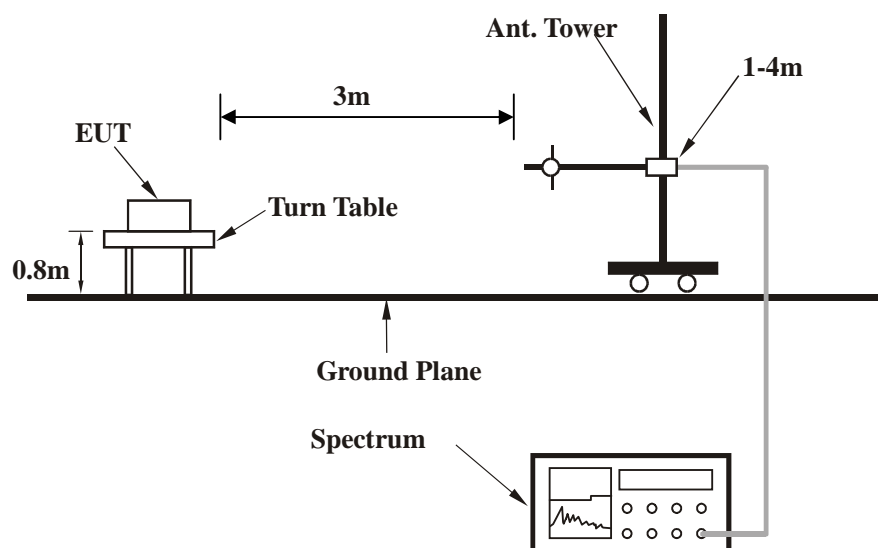 Ant. Tower
1-4m
3m
EUT
Turn Table
0.8m
Ground Plane
Spectrum